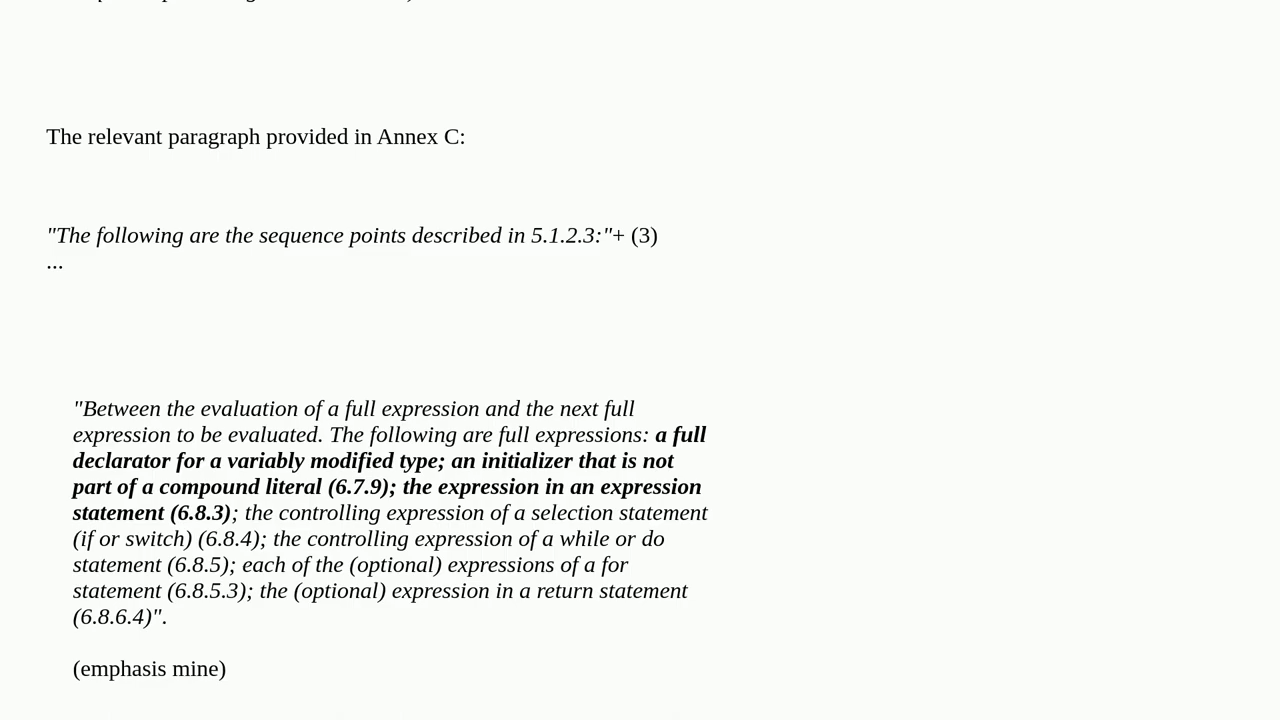 The relevant paragraph provided in Annex C:
"The following are the sequence points described in 5.1.2.3:"+ (3)
...
"Between the evaluation of a full expression and the next full
expression to be evaluated. The following are full expressions: a full
declarator for a variably modified type; an initializer that is not
part of a compound literal (6.7.9); the expression in an expression
statement (6.8.3); the controlling expression of a selection statement
(if or switch) (6.8.4); the controlling expression of a while or do
statement (6.8.5); each of the (optional) expressions of a for
statement (6.8.5.3); the (optional) expression in a return statement
(6.8.6.4)".
(emphasis mine)